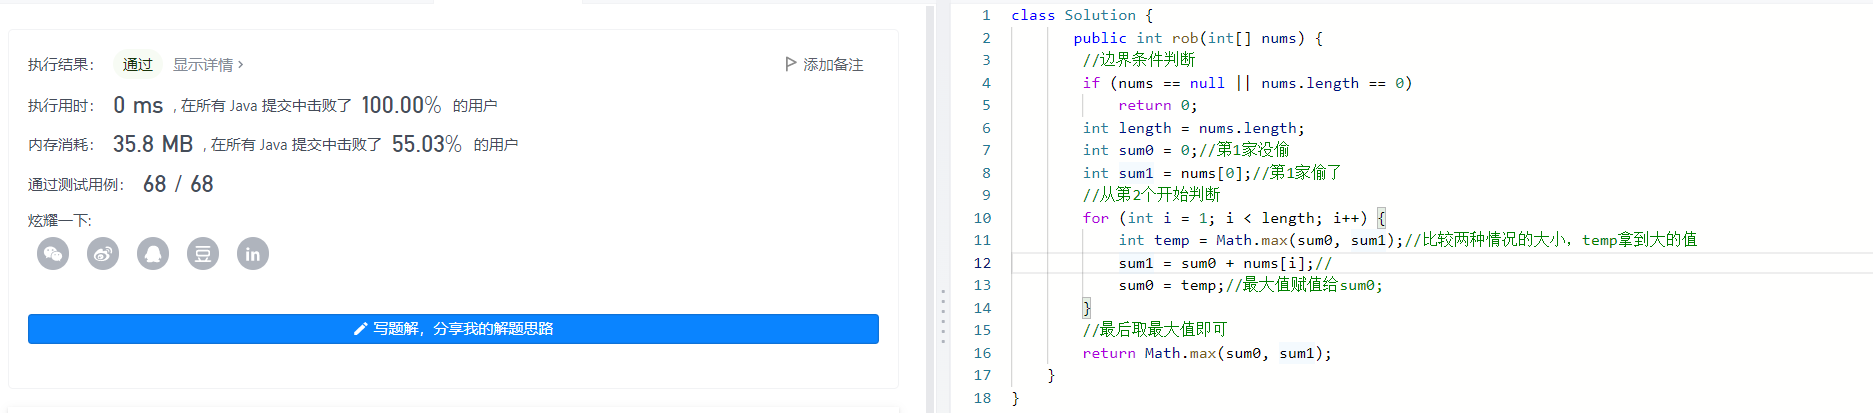 执行结果： 通过 显示详情 >
添加备注
执行用时： 0 ms , 在所有 Java 提交中击败了 100.00% 的用户
内存消耗： 35.8 MB , 在所有 Java 提交中击败了 55.03% 的用户
通过测试用例： 68 / 68
炫耀一下:
写题解，分享我的解题思路
1 class Solution {
2 public int rob(int[] nums) {
3 //边界条件判断
4 if (nums == null || nums.length == 0)
5 return 0;
6 int length = nums.length;
7 int sum0 = 0;//第1家没偷
8 int sum1 = nums[0];//第1家偷了
9 //从第2个开始判断
10 for (int i = 1; i < length; i++) {
11 int temp = Math.max(sum0, sum1);//比较两种情况的大小，temp拿到大的值
12 sum1 = sum0 + nums[i];//
13 sum0 = temp;//最大值赋值给sum0;
14 }
15 //最后取最大值即可
16 return Math.max(sum0, sum1);
17 }
18 }